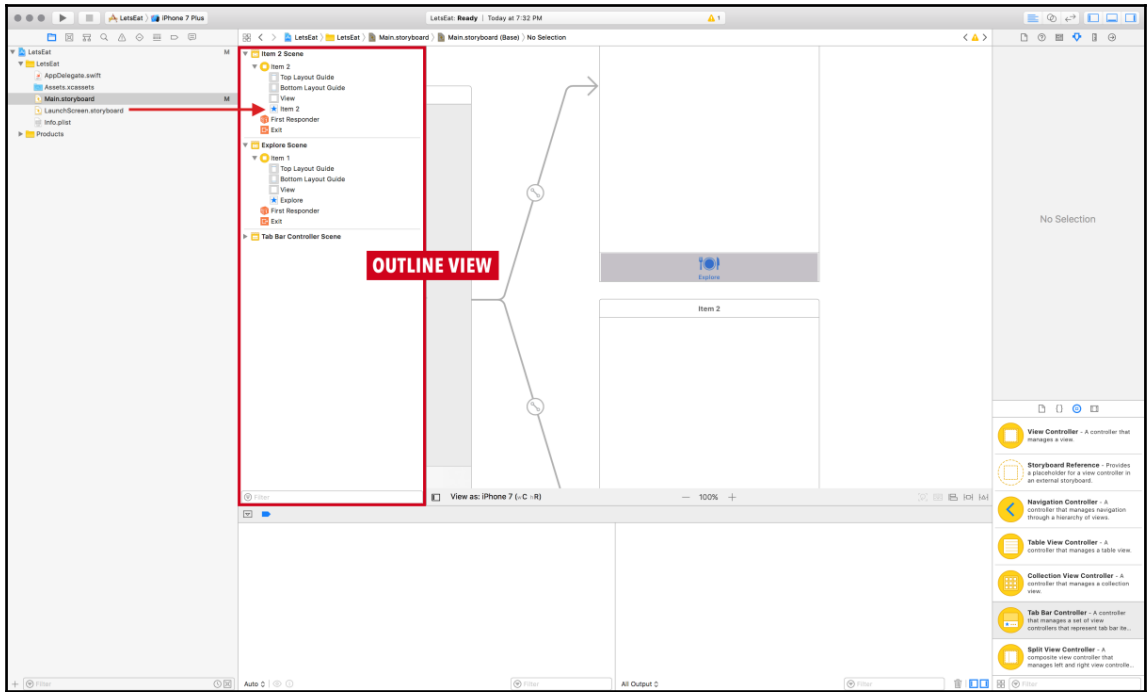 LetsEat
iPhone 7 Plus
LetsEat: Ready | Today at 7:32 PM
1
LetsEat
M
LetsEat
AppDelegate.swift
Assets.xcassets
Main.storyboard
M
LaunchScreen.storyboard
Info.plist
Products
Filter
LetsEat
LetsEat
Main.storyboard
Main.storyboard (Base)
No Selection
Item 2 Scene
Item 2
Top Layout Guide
Bottom Layout Guide
View
Item 2
First Responder
Exit
Explore Scene
Item 1
Top Layout Guide
Bottom Layout Guide
View
Explore
First Responder
Exit
Tab Bar Controller Scene
Filter
OUTLINE VIEW
Explore
Item 2
View as: iPhone 7 (wC hR)
— 100% +
Auto
Filter
All Output
Filter
No Selection
View Controller - A controller that
manages a view.
Storyboard Reference - Provides
a placeholder for a view controller in
an external storyboard.
Navigation Controller - A
controller that manages navigation
through a hierarchy of views.
Table View Controller - A
controller that manages a table view.
Collection View Controller - A
controller that manages a collection
view.
Tab Bar Controller - A controller
that manages a set of view
controllers that represent tab bar ite...
Split View Controller - A
composite view controller that
manages left and right view controlle...
Filter